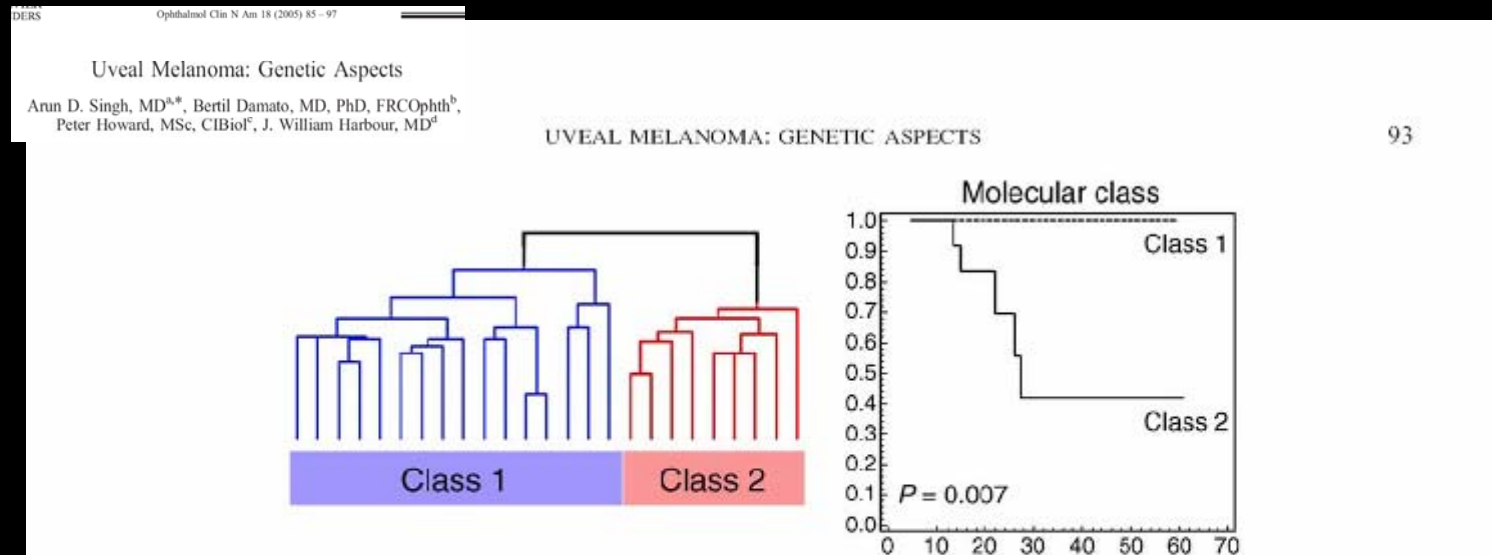 DERS
Ophthalmol Clin N Am 18 (2005) 85 – 97
Uveal Melanoma: Genetic Aspects
Arun D. Singh, MDa,*, Bertil Damato, MD, PhD, FRCOphthb,
Peter Howard, MSc, CIBiolc, J. William Harbour, MDd
UVEAL MELANOMA: GENETIC ASPECTS 93
Molecular class
1.0
0.9
0.8
0.7
0.6
0.5
0.4
0.3
0.2
0.1
0.0
Class 1
Class 2
P = 0.007
0 10 20 30 40 50 60 70
Class 1 Class 2